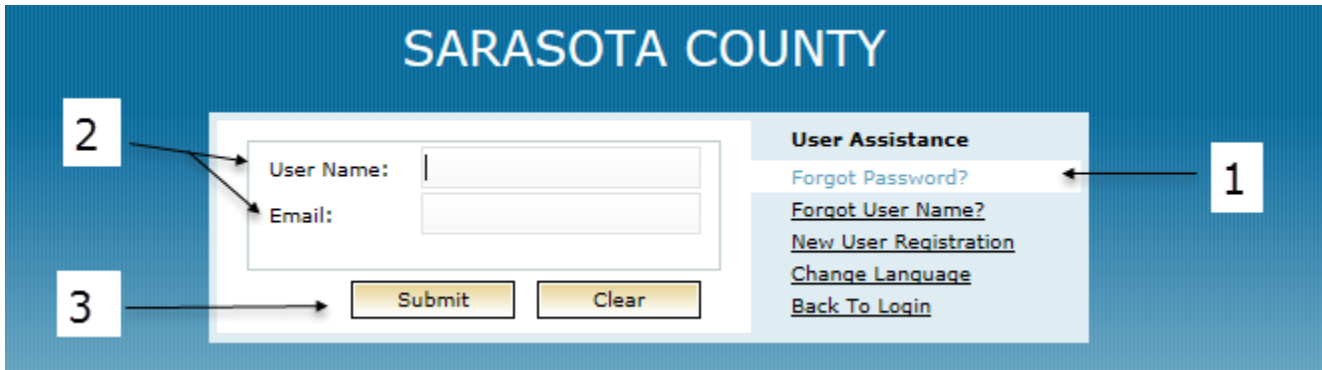 SARASOTA COUNTY
2
User Name:
Email:
3
Submit
Clear
User Assistance
Forgot Password?
Forgot User Name?
New User Registration
Change Language
Back To Login
1